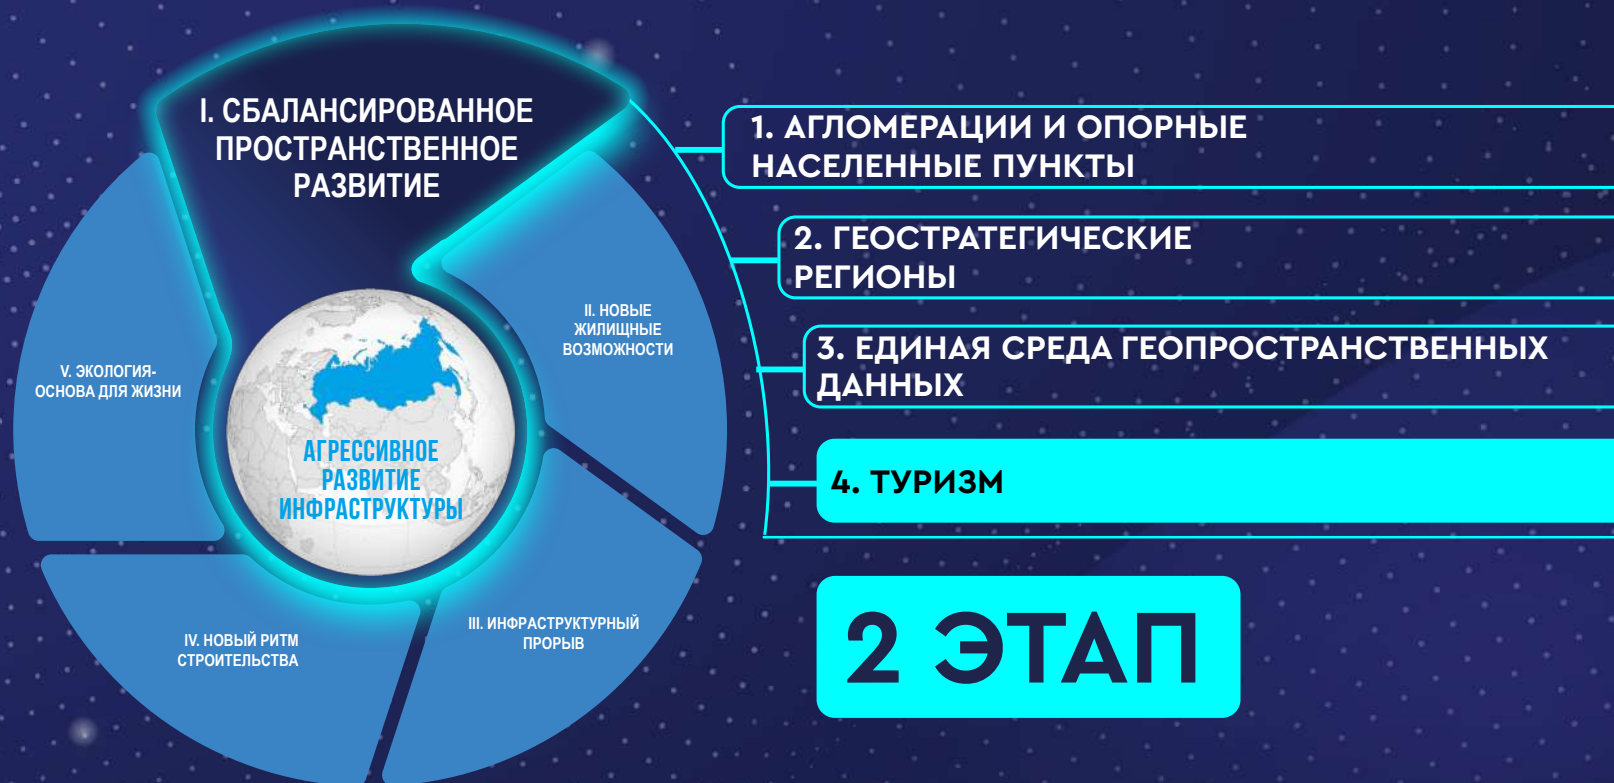 I. СБАЛАНСИРОВАННОЕ
ПРОСТРАНСТВЕННОЕ
РАЗВИТИЕ
II. НОВЫЕ
ЖИЛИЩНЫЕ
ВОЗМОЖНОСТИ
III. ИНФРАСТРУКТУРНЫЙ
ПРОРЫВ
IV. НОВЫЙ РИТМ
СТРОИТЕЛЬСТВА
V. ЭКОЛОГИЯ-
ОСНОВА ДЛЯ ЖИЗНИ
АГРЕССИВНОЕ
РАЗВИТИЕ
ИНФРАСТРУКТУРЫ
1. АГЛОМЕРАЦИИ И ОПОРНЫЕ
НАСЕЛЕННЫЕ ПУНКТЫ
2. ГЕОСТРАТЕГИЧЕСКИЕ
РЕГИОНЫ
3. ЕДИНАЯ СРЕДА ГЕОПРОСТРАНСТВЕННЫХ
ДАННЫХ
4. ТУРИЗМ
2 ЭТАП